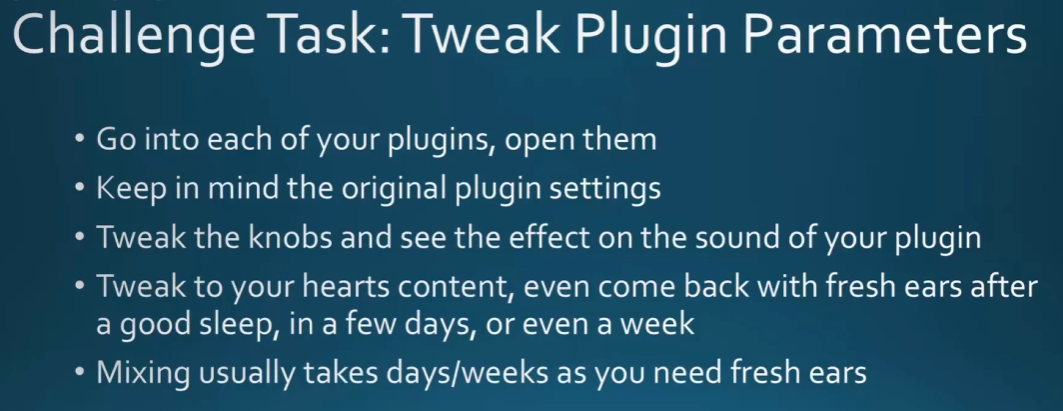 Challenge Task: Tweak Plugin Parameters
• Go into each of your plugins, open them
• Keep in mind the original plugin settings
• Tweak the knobs and see the effect on the sound of your plugin
• Tweak to your hearts content, even come back with fresh ears after
a good sleep, in a few days, or even a week
• Mixing usually takes days/weeks as you need fresh ears